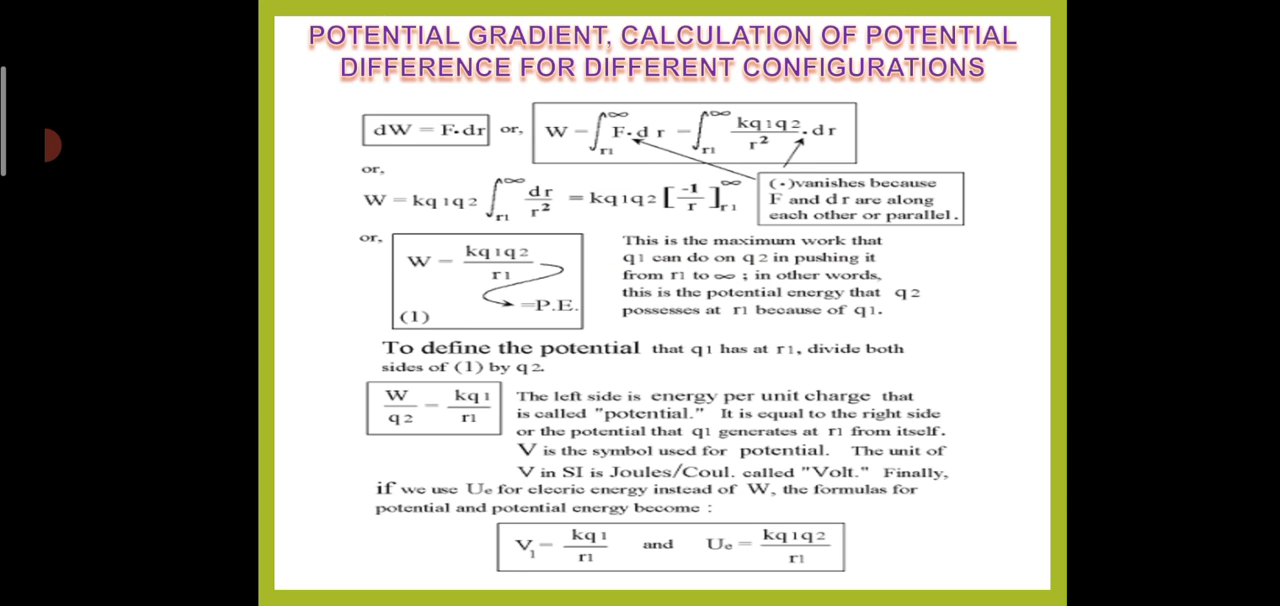 POTENTIAL GRADIENT, CALCULATION OF POTENTIAL
DIFFERENCE FOR DIFFERENT CONFIGURATIONS
dW = F·dr or, W = ∫r1^∞ F·dr = ∫r1^∞ kq1q2/r² · dr
or,
W = kq1q2 ∫r1^∞ dr/r² = kq1q2 [-1/r]r1^∞
(·)vanishes because
F and dr are along
each other or parallel.
or,
W = kq1q2/r1
=P.E.
(1)
This is the maximum work that
q1 can do on q2 in pushing it
from r1 to ∞ ; in other words,
this is the potential energy that q2
possesses at r1 because of q1.
To define the potential that q1 has at r1, divide both
sides of (1) by q2.
W/q2 = kq1/r1
The left side is energy per unit charge that
is called "potential." It is equal to the right side
or the potential that q1 generates at r1 from itself.
V is the symbol used for potential. The unit of
V in SI is Joules/Coul. called "Volt." Finally,
if we use Ue for elecric energy instead of W, the formulas for
potential and potential energy become :
V1 = kq1/r1 and Ue = kq1q2/r1